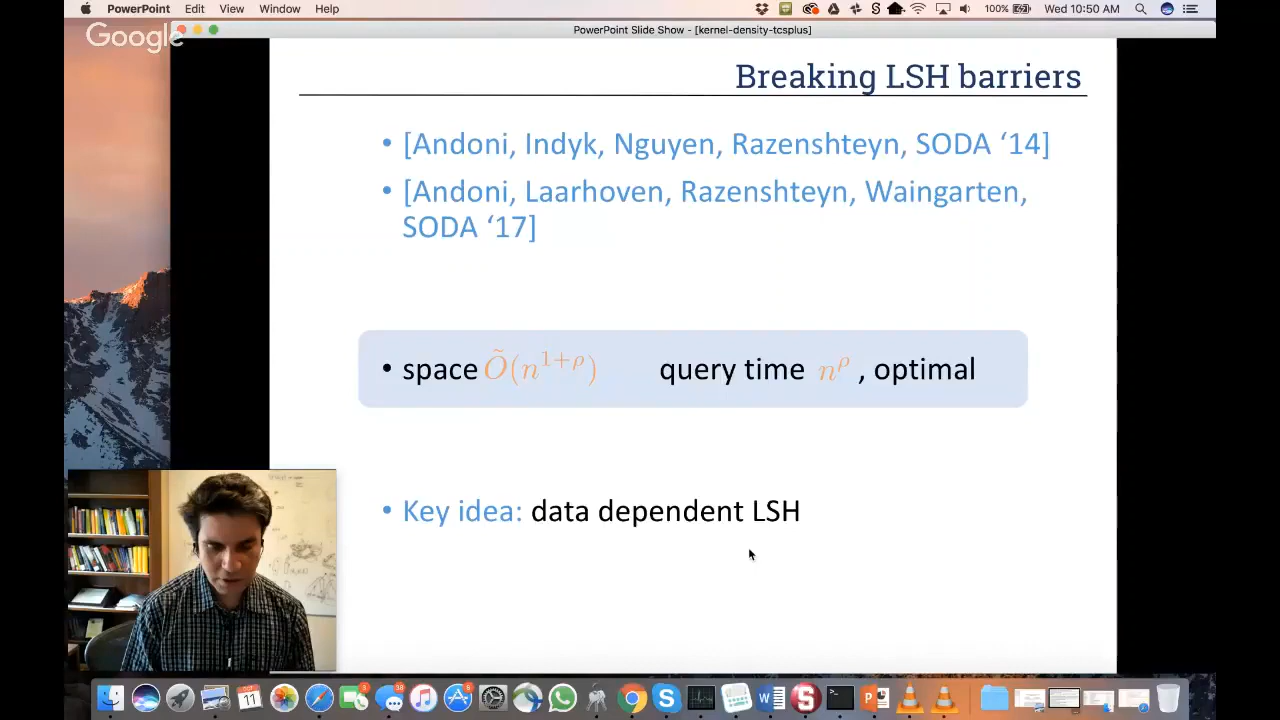 PowerPoint Edit View Window Help
100% Wed 10:50 AM
Google
PowerPoint Slide Show - [kernel-density-tcsplus]
Breaking LSH barriers
• [Andoni, Indyk, Nguyen, Razenshteyn, SODA ‘14]
• [Andoni, Laarhoven, Razenshteyn, Waingarten,
SODA ‘17]
• space Õ(n^{1+ρ}) query time n^ρ , optimal
• Key idea: data dependent LSH